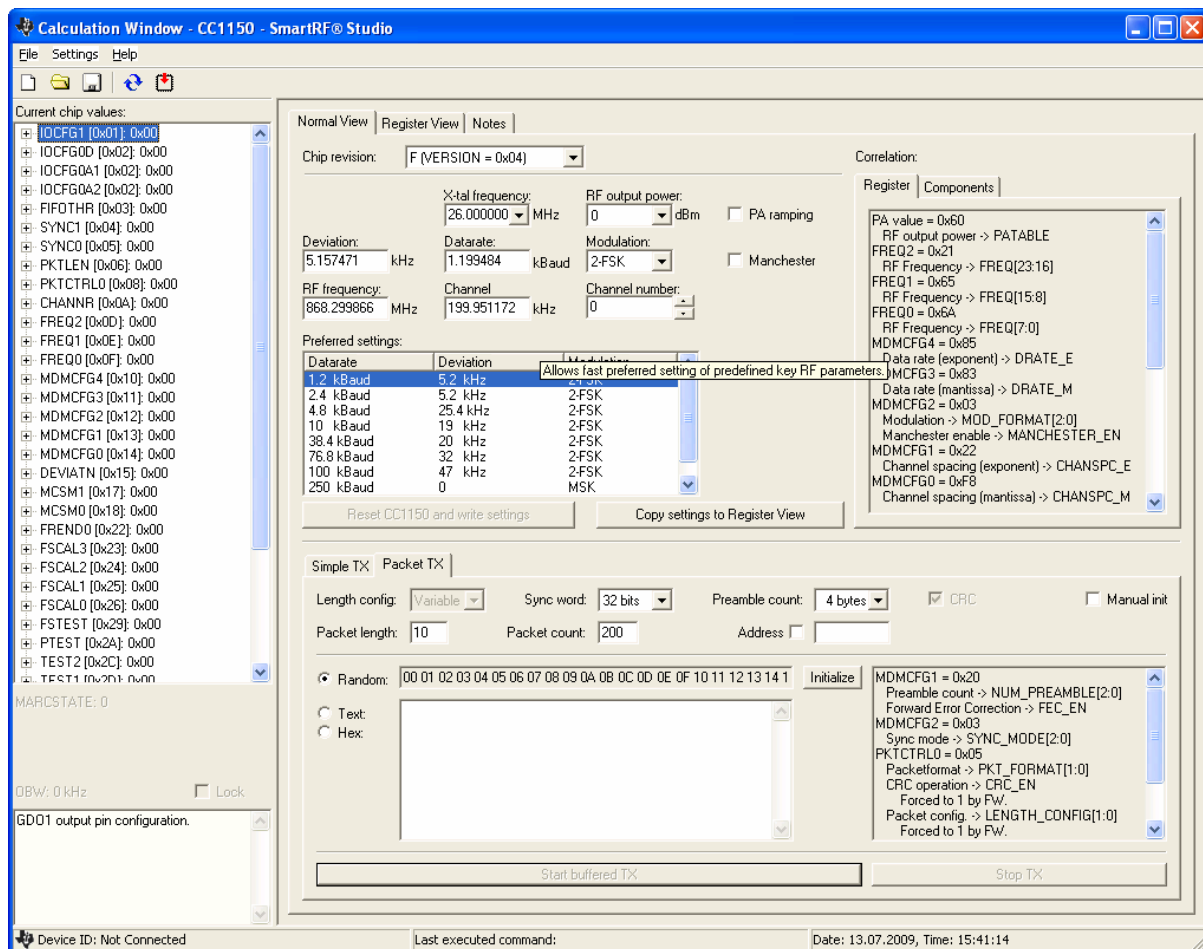 Calculation Window - CC1150 - SmartRF® Studio
File Settings Help
Current chip values:
IOCFG1 [0x01]: 0x00
IOCFG0D [0x02]: 0x00
IOCFG0A1 [0x02]: 0x00
IOCFG0A2 [0x02]: 0x00
FIFOTHR [0x03]: 0x00
SYNC1 [0x04]: 0x00
SYNC0 [0x05]: 0x00
PKTLEN [0x06]: 0x00
PKTCTRL0 [0x08]: 0x00
CHANNR [0x0A]: 0x00
FREQ2 [0x0D]: 0x00
FREQ1 [0x0E]: 0x00
FREQ0 [0x0F]: 0x00
MDMCFG4 [0x10]: 0x00
MDMCFG3 [0x11]: 0x00
MDMCFG2 [0x12]: 0x00
MDMCFG1 [0x13]: 0x00
MDMCFG0 [0x14]: 0x00
DEVIATN [0x15]: 0x00
MCSM1 [0x17]: 0x00
MCSM0 [0x18]: 0x00
FREND0 [0x22]: 0x00
FSCAL3 [0x23]: 0x00
FSCAL2 [0x24]: 0x00
FSCAL1 [0x25]: 0x00
FSCAL0 [0x26]: 0x00
FSTEST [0x29]: 0x00
PTEST [0x2A]: 0x00
TEST2 [0x2C]: 0x00
TEST1 [0x2D]: 0x00
MARCSTATE: 0
OBW: 0 kHz Lock
GDO1 output pin configuration.
Normal View Register View Notes
Chip revision: F (VERSION = 0x04)
X-tal frequency: RF output power:
26.000000 MHz 0 dBm PA ramping
Deviation: Datarate: Modulation:
5.157471 kHz 1.199484 kBaud 2-FSK Manchester
RF frequency: Channel Channel number:
868.299866 MHz 199.951172 kHz 0
Preferred settings:
Datarate Deviation Modulation
Allows fast preferred setting of predefined key RF parameters.
1.2 kBaud 5.2 kHz 2-FSK
2.4 kBaud 5.2 kHz 2-FSK
4.8 kBaud 25.4 kHz 2-FSK
10 kBaud 19 kHz 2-FSK
38.4 kBaud 20 kHz 2-FSK
76.8 kBaud 32 kHz 2-FSK
100 kBaud 47 kHz 2-FSK
250 kBaud 0 MSK
Reset CC1150 and write settings Copy settings to Register View
Correlation:
Register Components
PA value = 0x60
RF output power -> PATABLE
FREQ2 = 0x21
RF Frequency -> FREQ[23:16]
FREQ1 = 0x65
RF Frequency -> FREQ[15:8]
FREQ0 = 0x6A
RF Frequency -> FREQ[7:0]
MDMCFG4 = 0x85
Data rate (exponent) -> DRATE_E
MDMCFG3 = 0x83
Data rate (mantissa) -> DRATE_M
MDMCFG2 = 0x03
Modulation -> MOD_FORMAT[2:0]
Manchester enable -> MANCHESTER_EN
MDMCFG1 = 0x22
Channel spacing (exponent) -> CHANSPC_E
MDMCFG0 = 0xF8
Channel spacing (mantissa) -> CHANSPC_M
Simple TX Packet TX
Length config: Variable Sync word: 32 bits Preamble count: 4 bytes CRC Manual init
Packet length: 10 Packet count: 200 Address
Random: 00 01 02 03 04 05 06 07 08 09 0A 0B 0C 0D 0E 0F 10 11 12 13 14 1 Initialize
Text:
Hex:
MDMCFG1 = 0x20
Preamble count -> NUM_PREAMBLE[2:0]
Forward Error Correction -> FEC_EN
MDMCFG2 = 0x03
Sync mode -> SYNC_MODE[2:0]
PKTCTRL0 = 0x05
Packetformat -> PKT_FORMAT[1:0]
CRC operation -> CRC_EN
Forced to 1 by FW.
Packet config. -> LENGTH_CONFIG[1:0]
Forced to 1 by FW.
Start buffered TX Stop TX
Device ID: Not Connected Last executed command: Date: 13.07.2009, Time: 15:41:14